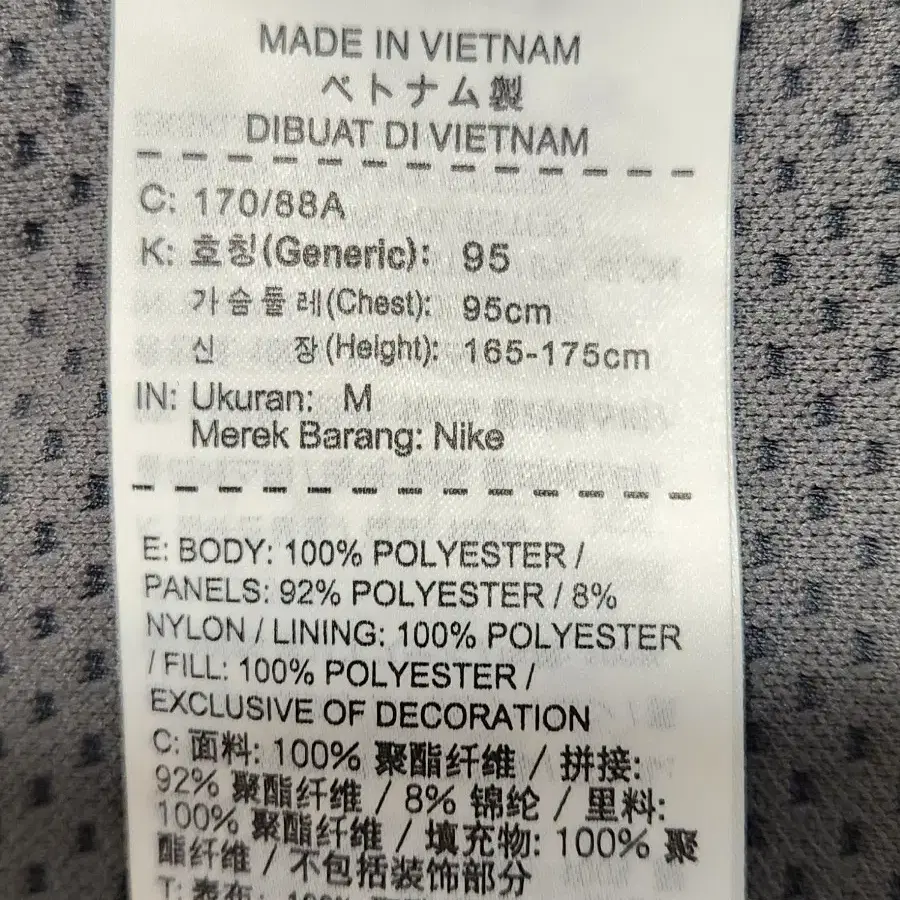 MADE IN VIETNAM
ベトナム製
DIBUAT DI VIETNAM
C: 170/88A
K: 호칭(Generic): 95
가슴둘레(Chest): 95cm
신 장(Height): 165-175cm
IN: Ukuran: M
Merek Barang: Nike
E: BODY: 100% POLYESTER /
PANELS: 92% POLYESTER / 8%
NYLON / LINING: 100% POLYESTER
/ FILL: 100% POLYESTER /
EXCLUSIVE OF DECORATION
C: 面料: 100% 聚酯纤维 / 拼接:
92% 聚酯纤维 / 8% 锦纶 / 里料:
100% 聚酯纤维 / 填充物: 100% 聚
酯纤维 / 不包括装饰部分
T: 表布: 100%